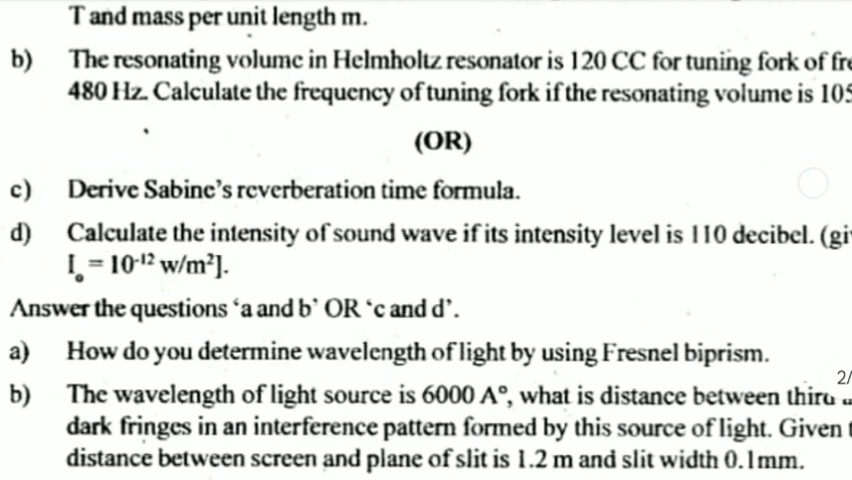 T and mass per unit length m.
b) The resonating volume in Helmholtz resonator is 120 CC for tuning fork of fre
480 Hz. Calculate the frequency of tuning fork if the resonating volume is 105
(OR)
c) Derive Sabine's reverberation time formula.
d) Calculate the intensity of sound wave if its intensity level is 110 decibel. (gi
I₀ = 10⁻¹² w/m²].
Answer the questions ‘a and b’ OR ‘c and d’.
a) How do you determine wavelength of light by using Fresnel biprism.
2/
b) The wavelength of light source is 6000 A°, what is distance between third
dark fringes in an interference pattern formed by this source of light. Given t
distance between screen and plane of slit is 1.2 m and slit width 0.1mm.